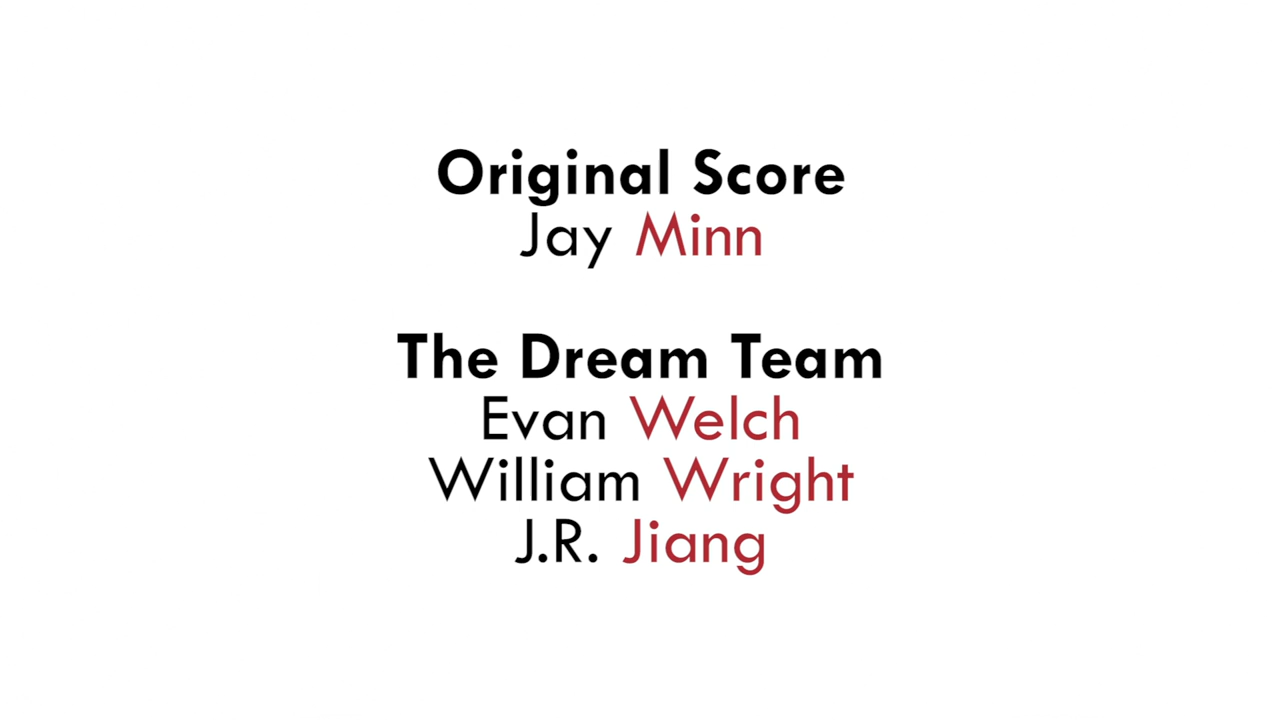 Original Score
Jay Minn
The Dream Team
Evan Welch
William Wright
J.R. Jiang